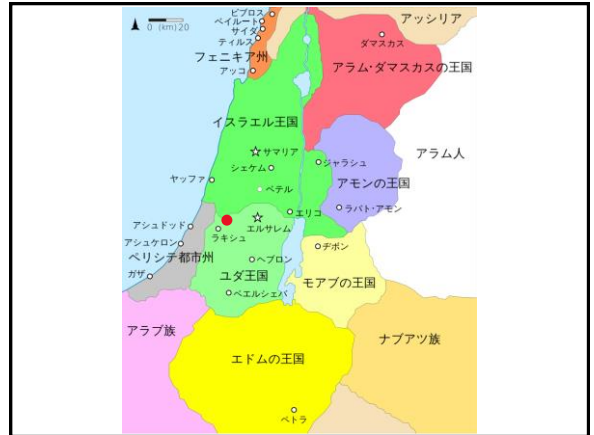 ビブロス
アッシリア
0 (km) 20
ベイルート
サイダ
ティルス
ダマスカス
フェニキア州
アッコ
アラム・ダマスカスの王国
イスラエル王国
サマリア
シェケム
ジャラシュ
アラム人
ヤッファ
アモンの王国
ベテル
ラバト・アモン
エリコ
アシュドッド
エルサレム
ラキシュ
アシュケロン
ヂボン
ペリシテ都市州
ヘブロン
ガザ
ユダ王国
モアブの王国
ベエルシェバ
アラブ族
ナブアツ族
エドムの王国
ペトラ